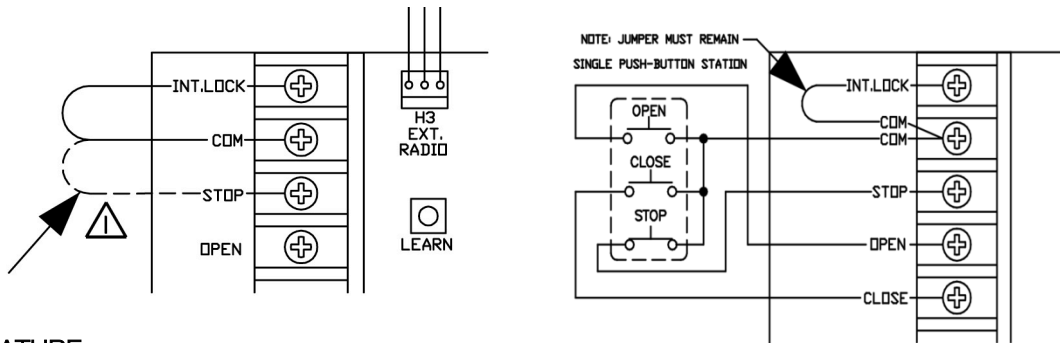 INT.LOCK
COM
STOP
OPEN
H3
EXT.
RADIO
LEARN
NOTE: JUMPER MUST REMAIN
SINGLE PUSH-BUTTON STATION
OPEN
CLOSE
STOP
INT.LOCK
COM
COM
STOP
OPEN
CLOSE